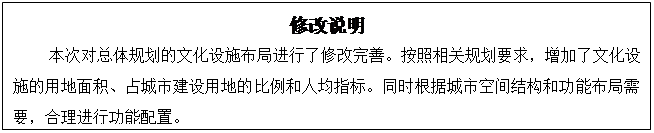 修改说明
本次对总体规划的文化设施布局进行了修改完善。按照相关规划要求，增加了文化设
施的用地面积、占城市建设用地的比例和人均指标。同时根据城市空间结构和功能布局需
要，合理进行功能配置。